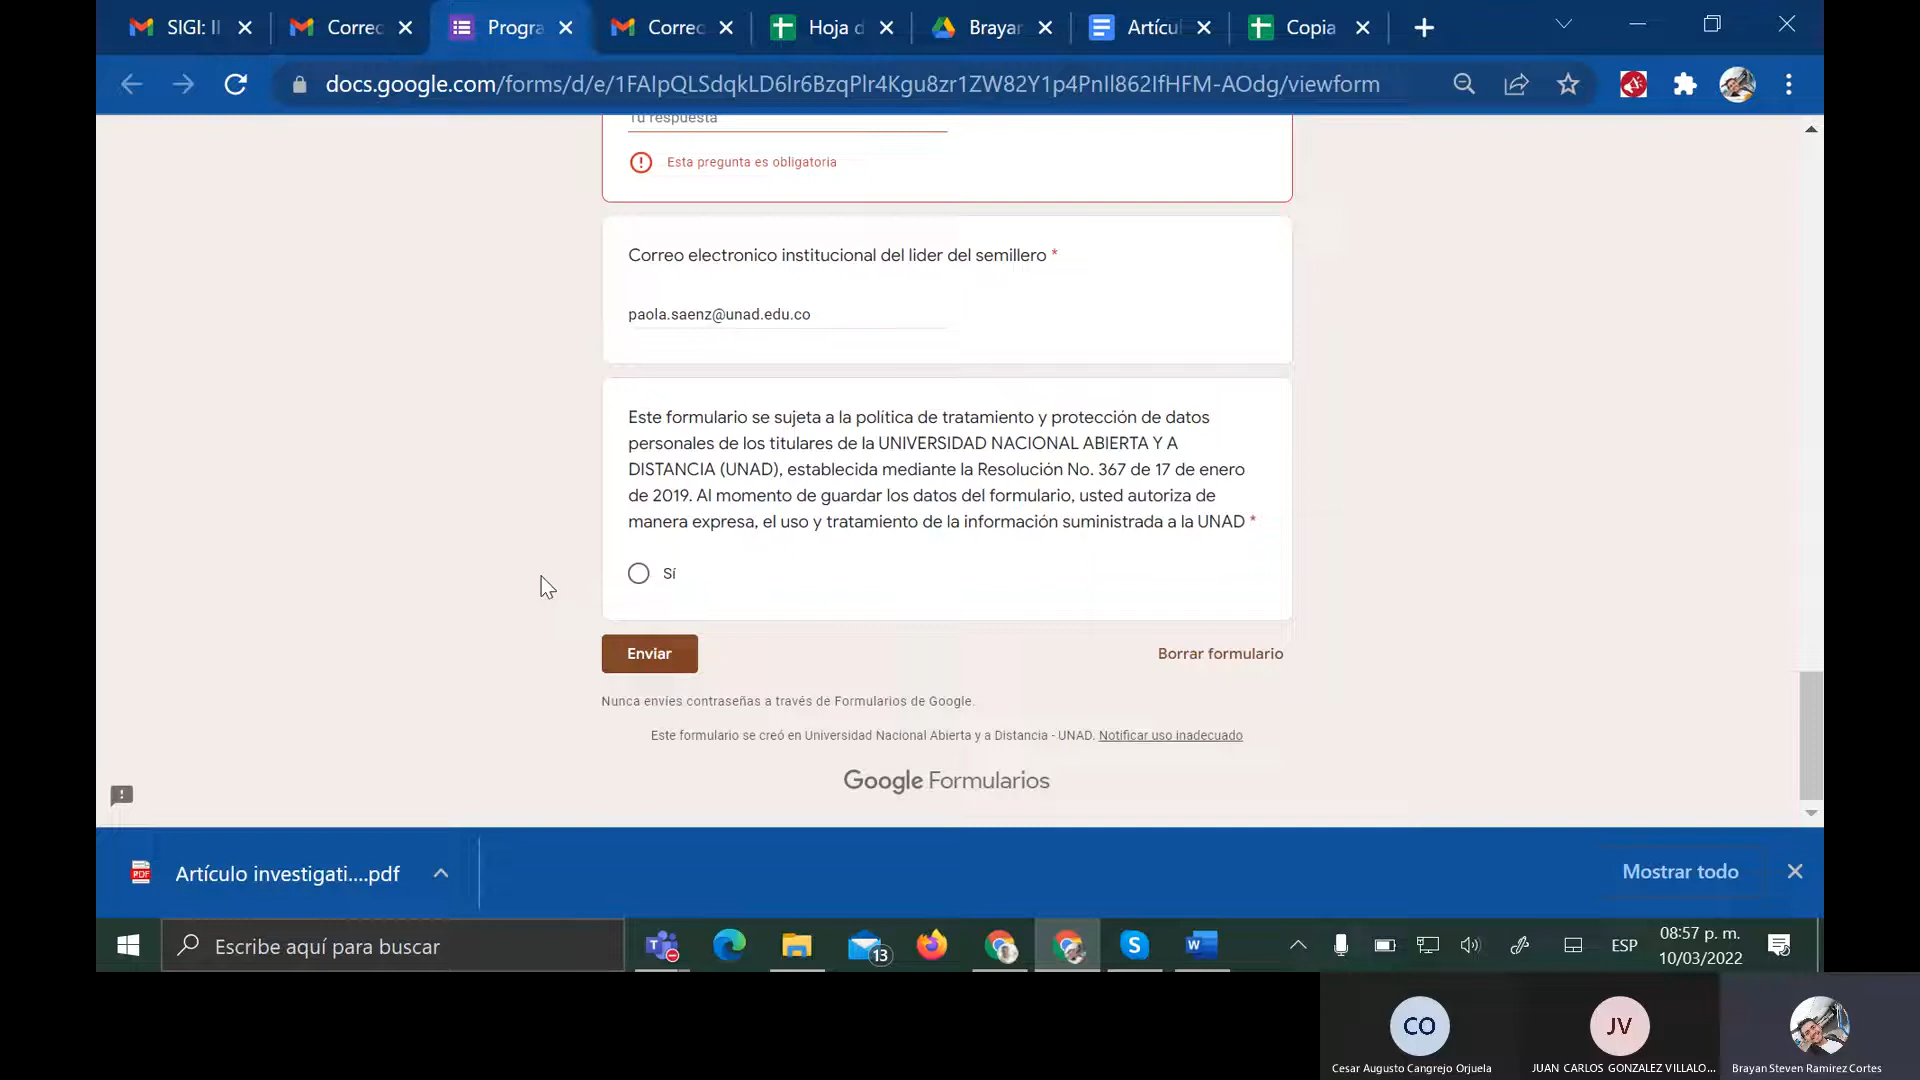 SIGI: I
Correc
Progra
Correc
Hoja d
Brayar
Artícul
Copia
docs.google.com/forms/d/e/1FAIpQLSdqkLD6lr6BzqPlr4Kgu8zr1ZW82Y1p4PnIl862IfHFM-AOdg/viewform
Tu respuesta
Esta pregunta es obligatoria
Correo electronico institucional del lider del semillero *
paola.saenz@unad.edu.co
Este formulario se sujeta a la política de tratamiento y protección de datos
personales de los titulares de la UNIVERSIDAD NACIONAL ABIERTA Y A
DISTANCIA (UNAD), establecida mediante la Resolución No. 367 de 17 de enero
de 2019. Al momento de guardar los datos del formulario, usted autoriza de
manera expresa, el uso y tratamiento de la información suministrada a la UNAD *
Sí
Enviar
Borrar formulario
Nunca envíes contraseñas a través de Formularios de Google.
Este formulario se creó en Universidad Nacional Abierta y a Distancia - UNAD. Notificar uso inadecuado
Google Formularios
PDF
Artículo investigati....pdf
Mostrar todo
Escribe aquí para buscar
13
ESP
08:57 p. m.
10/03/2022
CO
JV
Cesar Augusto Cangrejo Orjuela
JUAN CARLOS GONZALEZ VILLALO...
Brayan Steven Ramirez Cortes